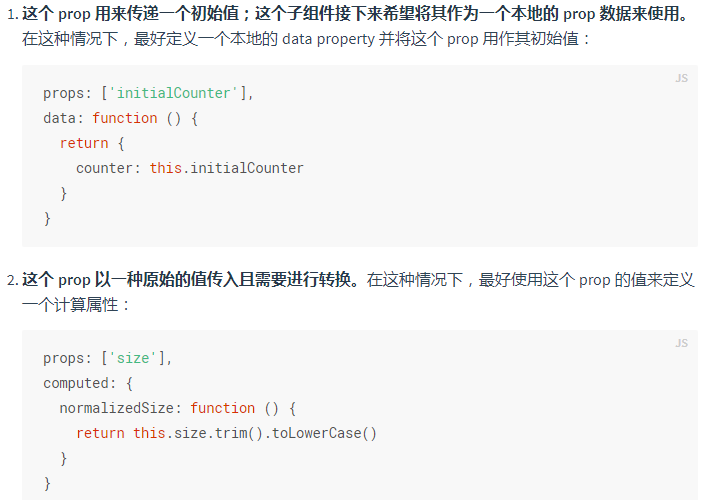 1. 这个 prop 用来传递一个初始值；这个子组件接下来希望将其作为一个本地的 prop 数据来使用。
在这种情况下，最好定义一个本地的 data property 并将这个 prop 用作其初始值：
JS
props: ['initialCounter'],
data: function () {
  return {
    counter: this.initialCounter
  }
}
2. 这个 prop 以一种原始的值传入且需要进行转换。在这种情况下，最好使用这个 prop 的值来定义
一个计算属性：
JS
props: ['size'],
computed: {
  normalizedSize: function () {
    return this.size.trim().toLowerCase()
  }
}